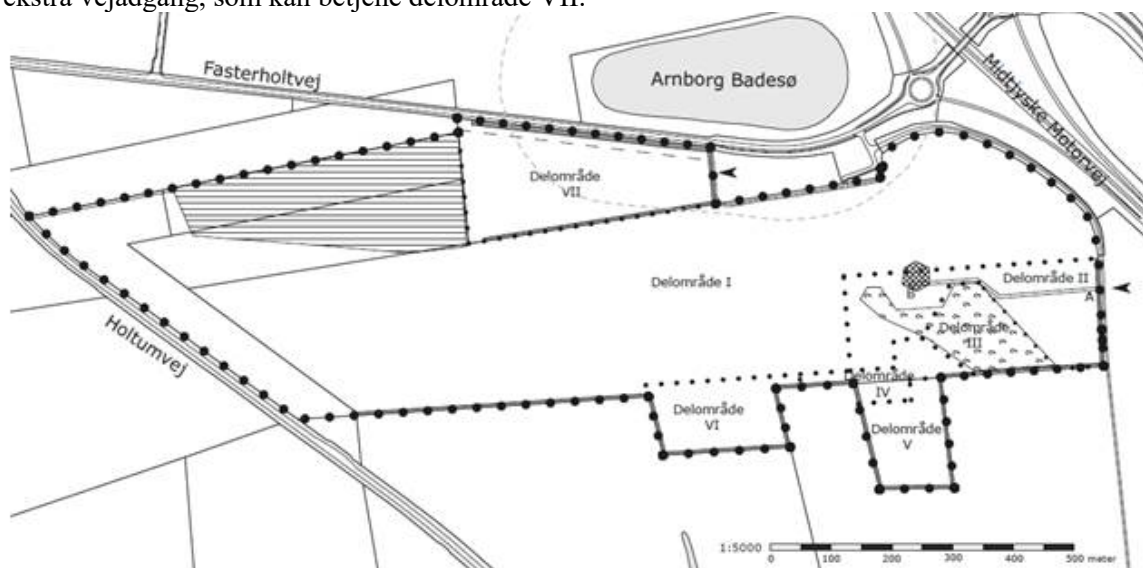 ekstra vejadgang, som kan betjene delområde VII.
Fasterholtvej
Arnborg Badesø
Midtjyske Motorvej
Delområde
VII
Delområde I
Delområde II
B
A
Delområde
III
Holtumvej
Delområde
IV
Delområde
VI
Delområde
V
1:5000
0 100 200 300 400 500 meter